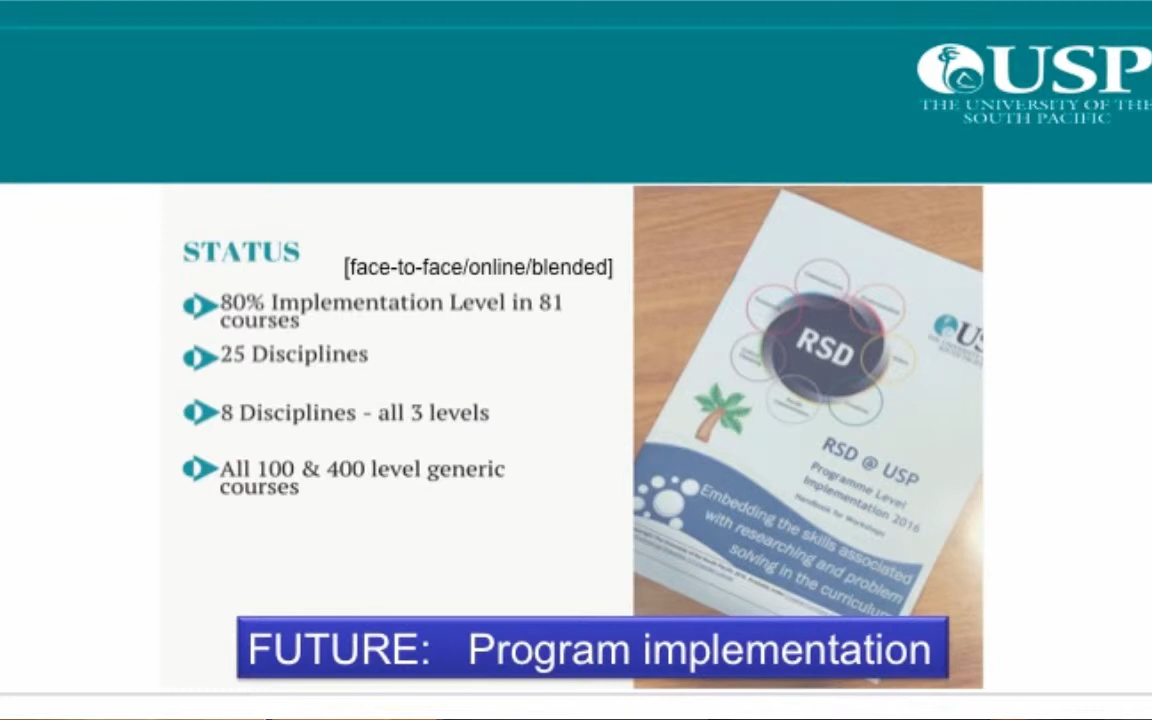 USP
THE UNIVERSITY OF THE
SOUTH PACIFIC
STATUS
[face-to-face/online/blended]
80% Implementation Level in 81
courses
25 Disciplines
8 Disciplines - all 3 levels
All 100 & 400 level generic
courses
RSD
US
RSD @ USP
Programme Level
Implementation 2016
Handbook for Workshops
Embedding the skills associated
with researching and problem
solving in the curriculum
FUTURE: Program implementation